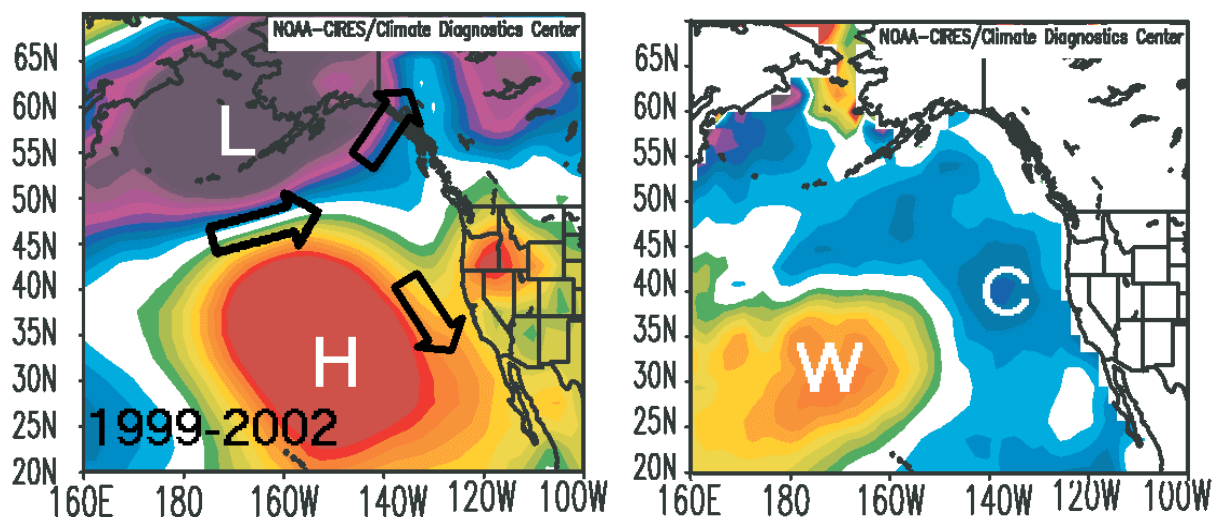 NOAA-CIRES/Climate Diagnostics Center
65N
60N
55N
50N
45N
40N
35N
30N
25N
20N
L
H
1999-2002
160E 180 160W 140W 120W 100W
NOAA-CIRES/Climate Diagnostics Center
65N
60N
55N
50N
45N
40N
35N
30N
25N
20N
C
W
160E 180 160W 140W 120W 100W